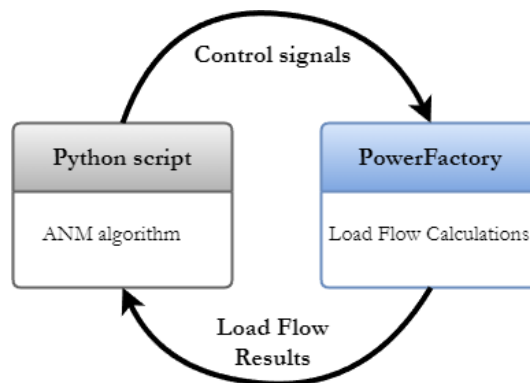 Control signals
Python script
PowerFactory
ANM algorithm
Load Flow Calculations
Load Flow
Results